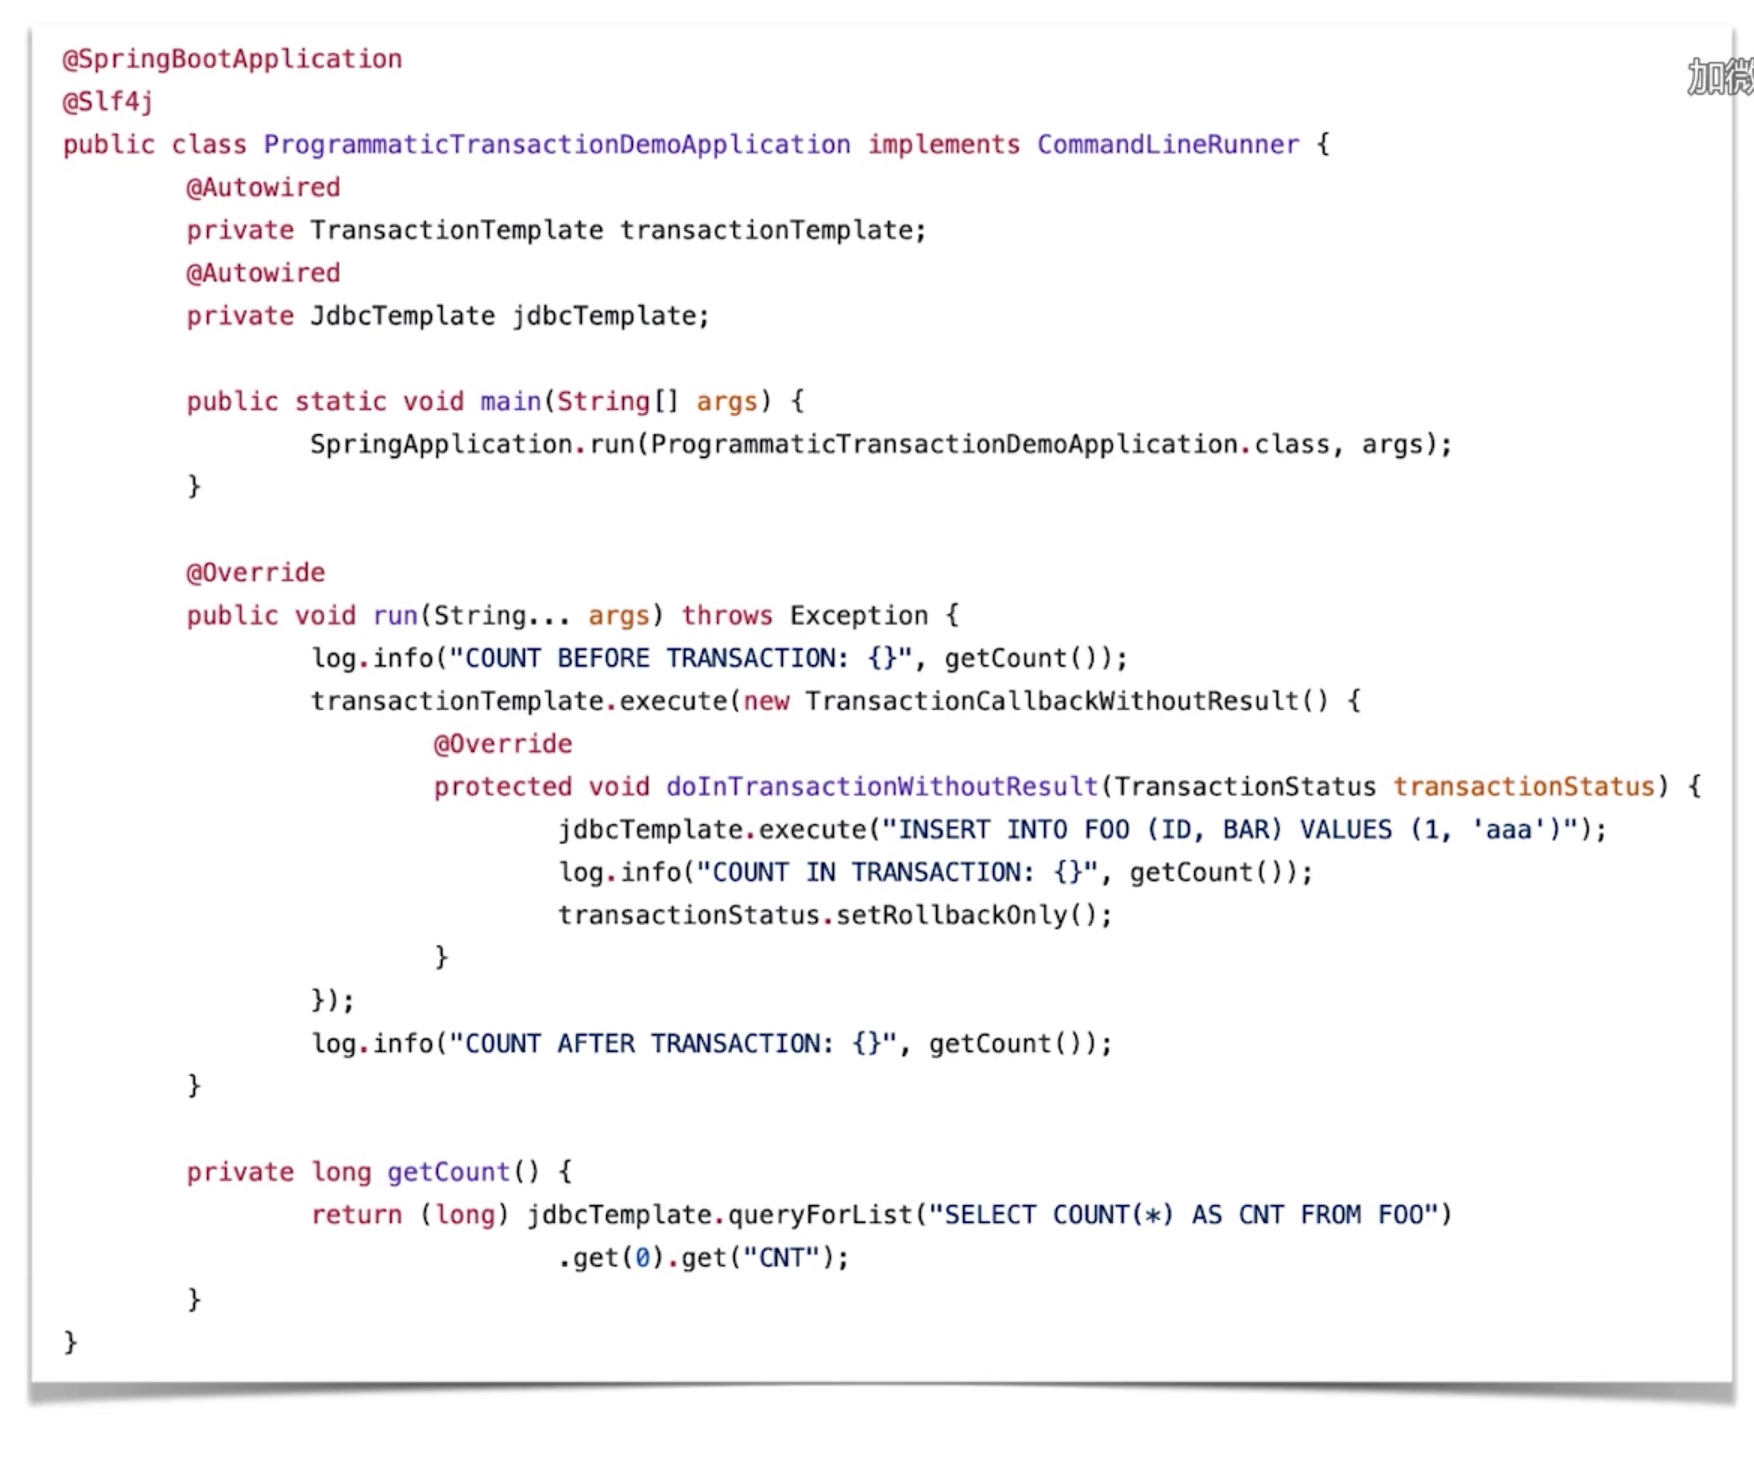 @SpringBootApplication
@Slf4j
public class ProgrammaticTransactionDemoApplication implements CommandLineRunner {
        @Autowired
        private TransactionTemplate transactionTemplate;
        @Autowired
        private JdbcTemplate jdbcTemplate;

        public static void main(String[] args) {
                SpringApplication.run(ProgrammaticTransactionDemoApplication.class, args);
        }

        @Override
        public void run(String... args) throws Exception {
                log.info("COUNT BEFORE TRANSACTION: {}", getCount());
                transactionTemplate.execute(new TransactionCallbackWithoutResult() {
                        @Override
                        protected void doInTransactionWithoutResult(TransactionStatus transactionStatus) {
                                jdbcTemplate.execute("INSERT INTO FOO (ID, BAR) VALUES (1, 'aaa')");
                                log.info("COUNT IN TRANSACTION: {}", getCount());
                                transactionStatus.setRollbackOnly();
                        }
                });
                log.info("COUNT AFTER TRANSACTION: {}", getCount());
        }

        private long getCount() {
                return (long) jdbcTemplate.queryForList("SELECT COUNT(*) AS CNT FROM FOO")
                                .get(0).get("CNT");
        }
}
加微